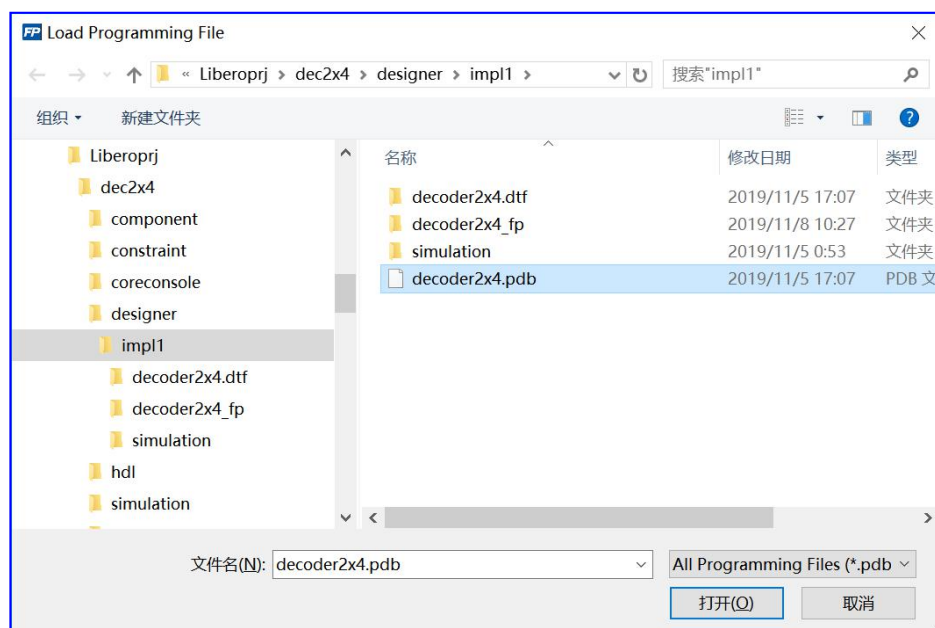 FP Load Programming File
« Liberoprj > dec2x4 > designer > impl1 >
搜索"impl1"
组织 新建文件夹
Liberoprj
dec2x4
component
constraint
coreconsole
designer
impl1
decoder2x4.dtf
decoder2x4_fp
simulation
hdl
simulation
名称 修改日期 类型
decoder2x4.dtf 2019/11/5 17:07 文件夹
decoder2x4_fp 2019/11/8 10:27 文件夹
simulation 2019/11/5 0:53 文件夹
decoder2x4.pdb 2019/11/5 17:07 PDB 文
文件名(N): decoder2x4.pdb
All Programming Files (*.pdb
打开(O) 取消